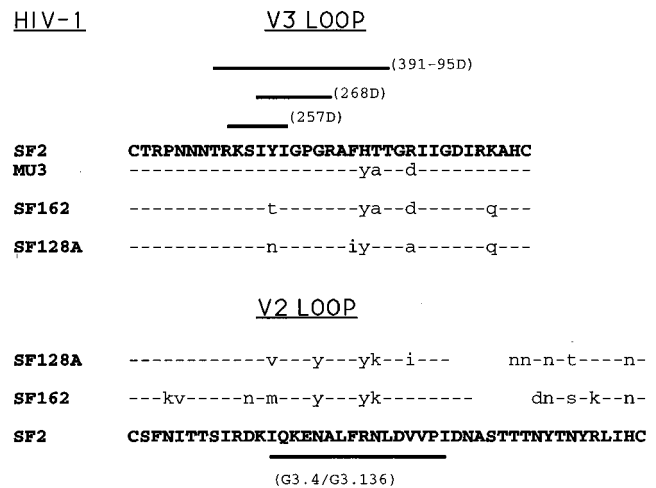 HIV-1
V3 LOOP
(391-95D)
(268D)
(257D)
SF2 CTRPNNNTRKSIYIGPGRAFHTTGRIIGDIRKAHC
MU3 --------------------ya--d----------
SF162 ------------t-------ya--d------q---
SF128A ------------n------iy---a------q---
V2 LOOP
SF128A ------------v---y---yk--i---     nn-n-t----n-
SF162 ---kv-----n-m---y---yk--------     dn-s-k--n-
SF2 CSFNITTSIRDKIQKENALFRNLDVVPIDNASTTTNYTNYRLIHC
(G3.4/G3.136)